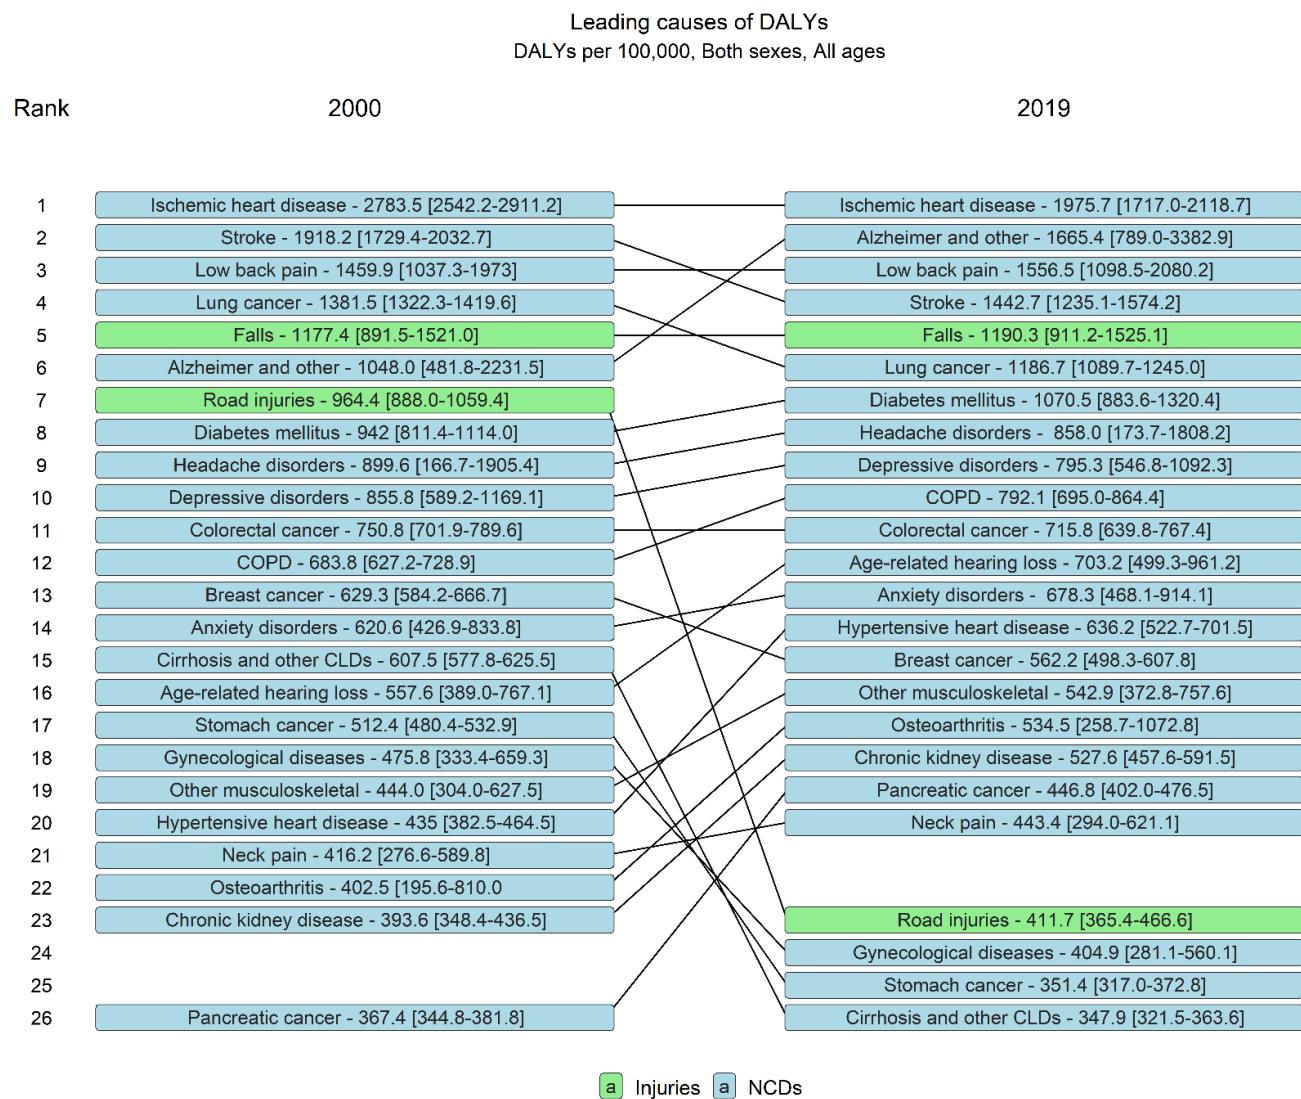 Leading causes of DALYs
DALYs per 100,000, Both sexes, All ages
Rank 2000 2019
1 Ischemic heart disease - 2783.5 [2542.2-2911.2] Ischemic heart disease - 1975.7 [1717.0-2118.7]
2 Stroke - 1918.2 [1729.4-2032.7] Alzheimer and other - 1665.4 [789.0-3382.9]
3 Low back pain - 1459.9 [1037.3-1973] Low back pain - 1556.5 [1098.5-2080.2]
4 Lung cancer - 1381.5 [1322.3-1419.6] Stroke - 1442.7 [1235.1-1574.2]
5 Falls - 1177.4 [891.5-1521.0] Falls - 1190.3 [911.2-1525.1]
6 Alzheimer and other - 1048.0 [481.8-2231.5] Lung cancer - 1186.7 [1089.7-1245.0]
7 Road injuries - 964.4 [888.0-1059.4] Diabetes mellitus - 1070.5 [883.6-1320.4]
8 Diabetes mellitus - 942 [811.4-1114.0] Headache disorders - 858.0 [173.7-1808.2]
9 Headache disorders - 899.6 [166.7-1905.4] Depressive disorders - 795.3 [546.8-1092.3]
10 Depressive disorders - 855.8 [589.2-1169.1] COPD - 792.1 [695.0-864.4]
11 Colorectal cancer - 750.8 [701.9-789.6] Colorectal cancer - 715.8 [639.8-767.4]
12 COPD - 683.8 [627.2-728.9] Age-related hearing loss - 703.2 [499.3-961.2]
13 Breast cancer - 629.3 [584.2-666.7] Anxiety disorders - 678.3 [468.1-914.1]
14 Anxiety disorders - 620.6 [426.9-833.8] Hypertensive heart disease - 636.2 [522.7-701.5]
15 Cirrhosis and other CLDs - 607.5 [577.8-625.5] Breast cancer - 562.2 [498.3-607.8]
16 Age-related hearing loss - 557.6 [389.0-767.1] Other musculoskeletal - 542.9 [372.8-757.6]
17 Stomach cancer - 512.4 [480.4-532.9] Osteoarthritis - 534.5 [258.7-1072.8]
18 Gynecological diseases - 475.8 [333.4-659.3] Chronic kidney disease - 527.6 [457.6-591.5]
19 Other musculoskeletal - 444.0 [304.0-627.5] Pancreatic cancer - 446.8 [402.0-476.5]
20 Hypertensive heart disease - 435 [382.5-464.5] Neck pain - 443.4 [294.0-621.1]
21 Neck pain - 416.2 [276.6-589.8]
22 Osteoarthritis - 402.5 [195.6-810.0
23 Chronic kidney disease - 393.6 [348.4-436.5] Road injuries - 411.7 [365.4-466.6]
24 Gynecological diseases - 404.9 [281.1-560.1]
25 Stomach cancer - 351.4 [317.0-372.8]
26 Pancreatic cancer - 367.4 [344.8-381.8] Cirrhosis and other CLDs - 347.9 [321.5-363.6]
a Injuries a NCDs